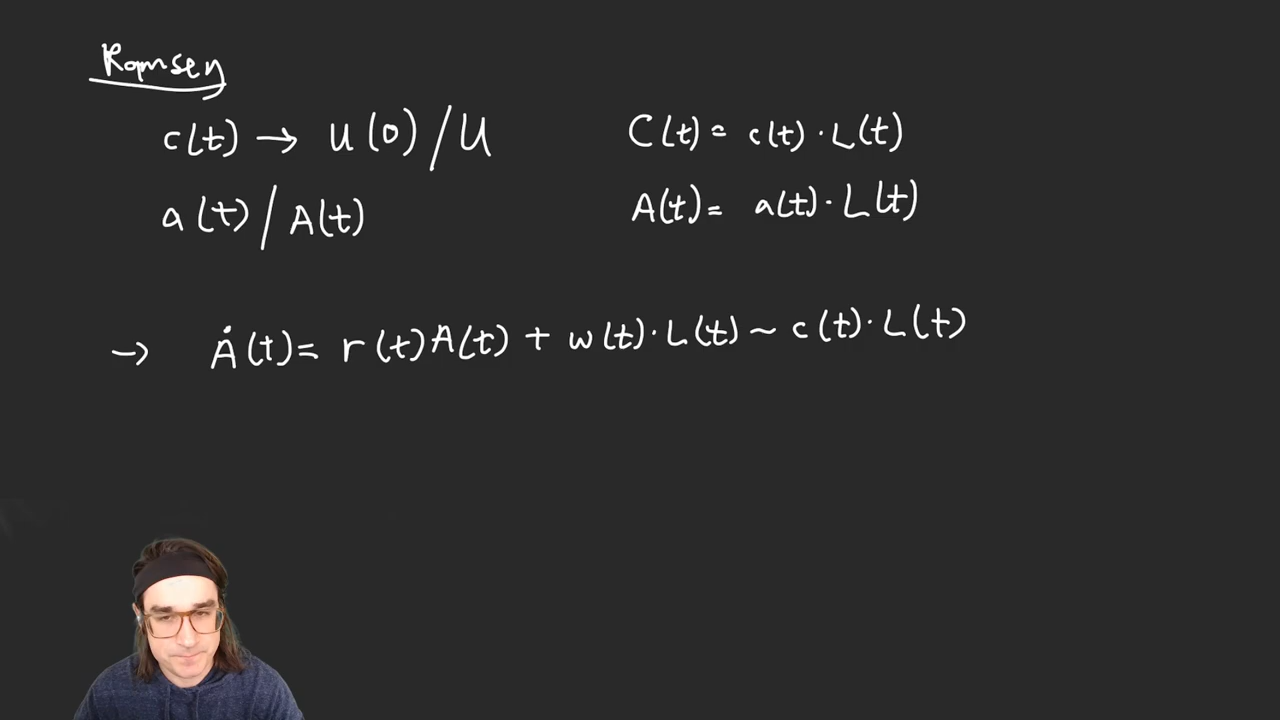 Ramsey
c(t) → U(0)/U
C(t) = c(t)·L(t)
a(t)/A(t)
A(t) = a(t)·L(t)
→ Ȧ(t) = r(t)A(t) + w(t)·L(t) ~ c(t)·L(t)